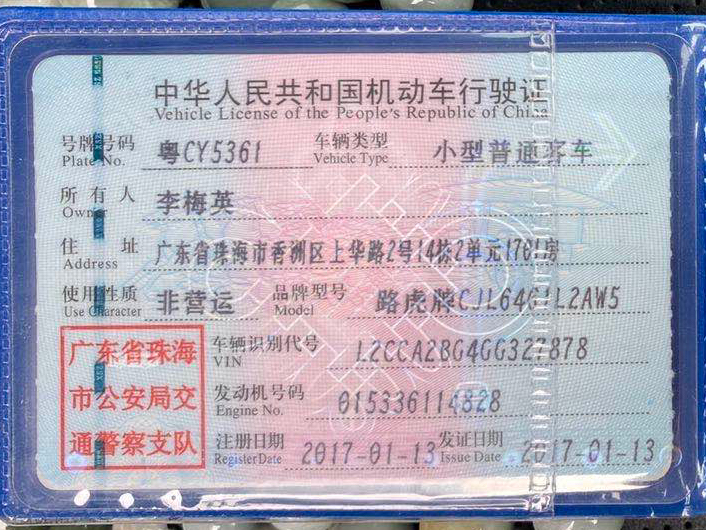 中华人民共和国机动车行驶证
Vehicle License of the People's Republic of China
号牌号码 粤CY5361 车辆类型 小型普通客车
Plate No. Vehicle Type
所有人 李梅英
Owner
住址 广东省珠海市香洲区上华路2号14栋2单元1701房
Address
使用性质 非营运 品牌型号 路虎牌CJL6461L2AW5
Use Character Model
广东省珠海 车辆识别代号 L2CCA2BG4GG327878
VIN
市公安局交 发动机号码 015336114828
Engine No.
通警察支队 注册日期 2017-01-13 发证日期 2017-01-13
Register Date Issue Date